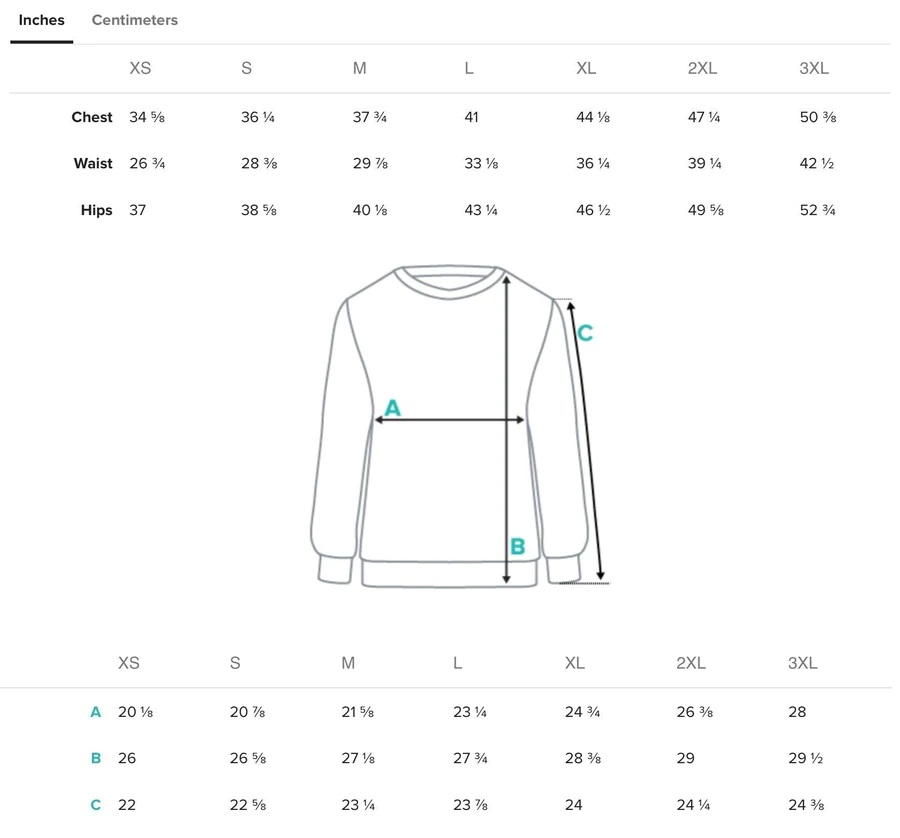 Inches Centimeters
XS S M L XL 2XL 3XL
Chest 34 ⅝ 36 ¼ 37 ¾ 41 44 ⅛ 47 ¼ 50 ⅜
Waist 26 ¾ 28 ⅜ 29 ⅞ 33 ⅛ 36 ¼ 39 ¼ 42 ½
Hips 37 38 ⅝ 40 ⅛ 43 ¼ 46 ½ 49 ⅝ 52 ¾
C
A
B
XS S M L XL 2XL 3XL
A 20 ⅛ 20 ⅞ 21 ⅝ 23 ¼ 24 ¾ 26 ⅜ 28
B 26 26 ⅝ 27 ⅛ 27 ¾ 28 ⅜ 29 29 ½
C 22 22 ⅝ 23 ¼ 23 ⅞ 24 24 ¼ 24 ⅜